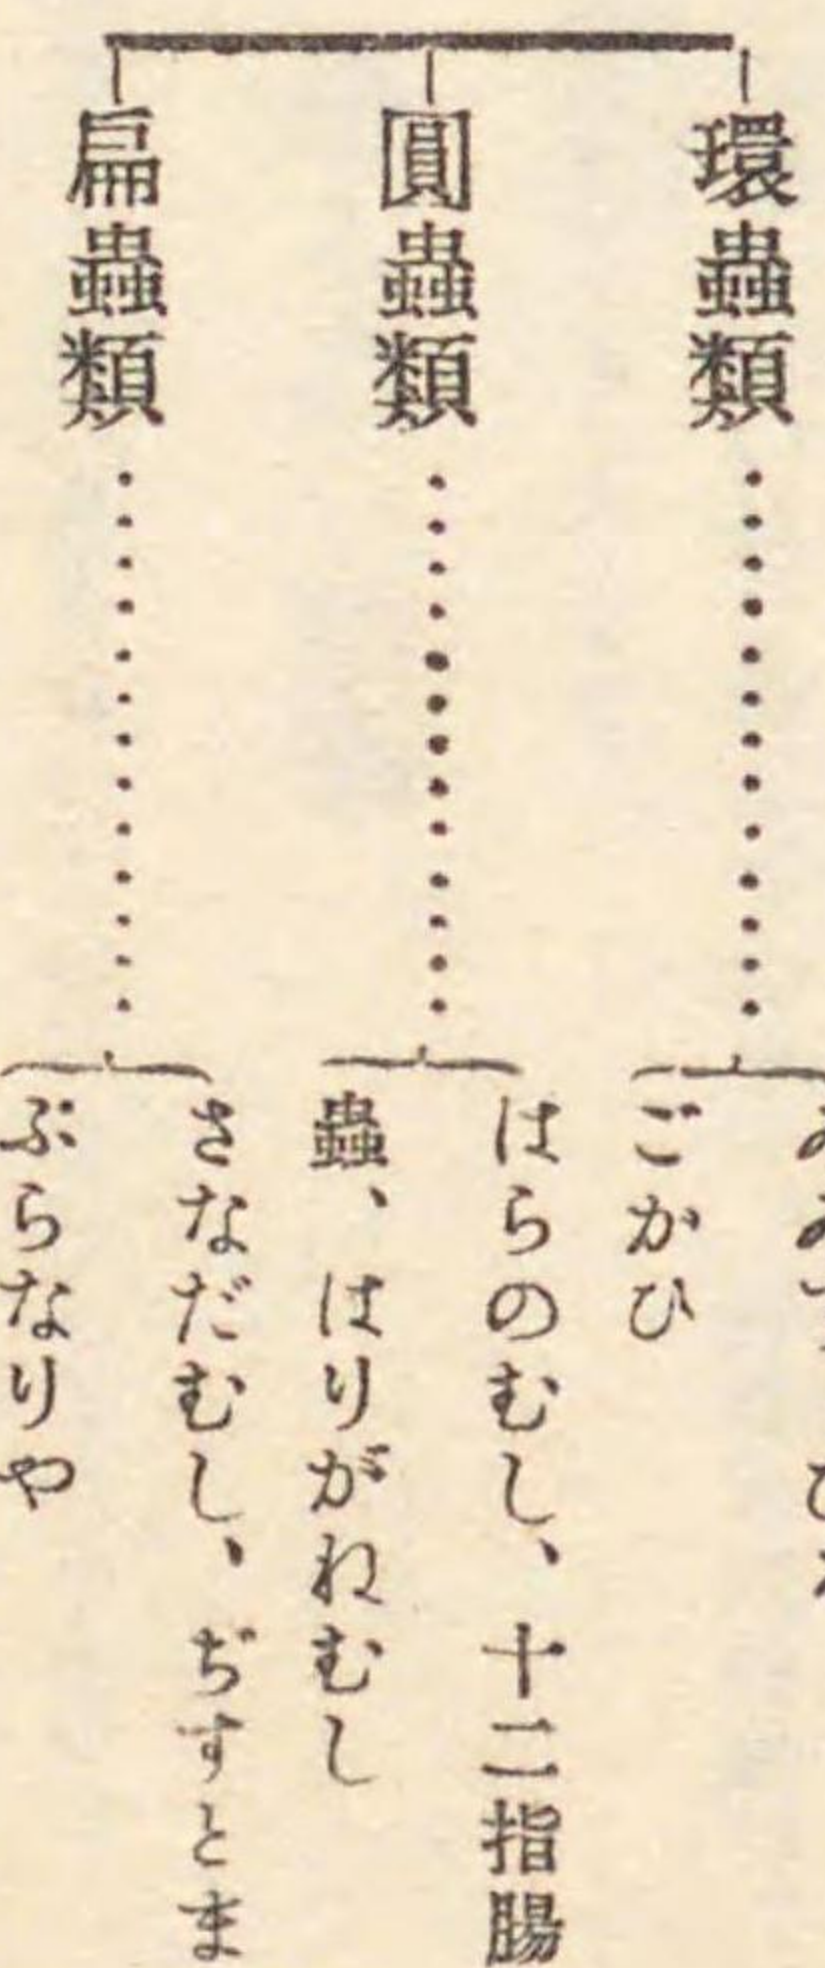 環蟲類
ごかひ
圓蟲類
はらのむし、十二指腸
蟲、はりがねむし
扁蟲類
さなだむし、ぢすとま
ぷらなりや